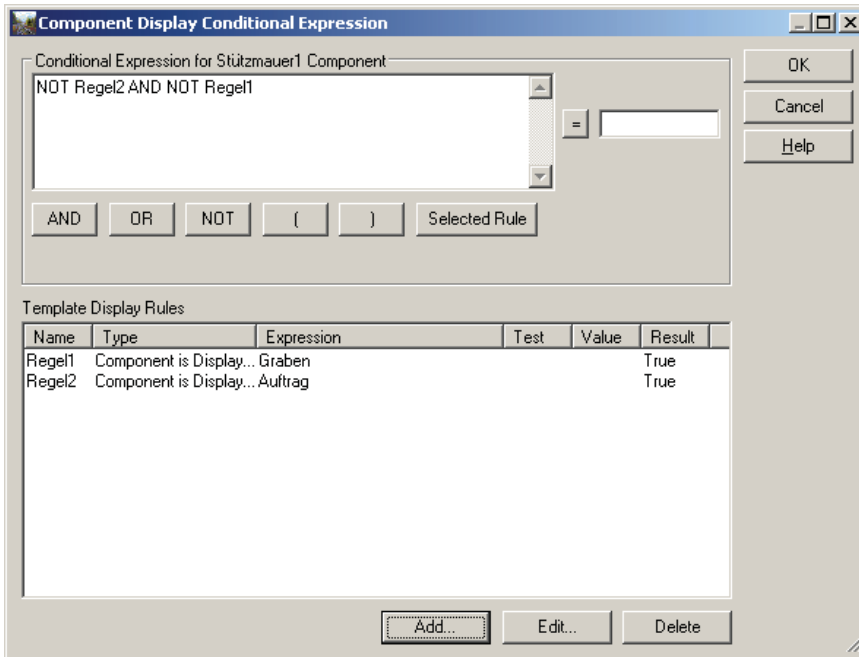 Component Display Conditional Expression
Conditional Expression for Stützmauer1 Component
NOT Regel2 AND NOT Regel1
=
OK
Cancel
Help
AND OR NOT ( ) Selected Rule
Template Display Rules
Name Type Expression Test Value Result
Regel1 Component is Display... Graben True
Regel2 Component is Display... Auftrag True
Add... Edit... Delete